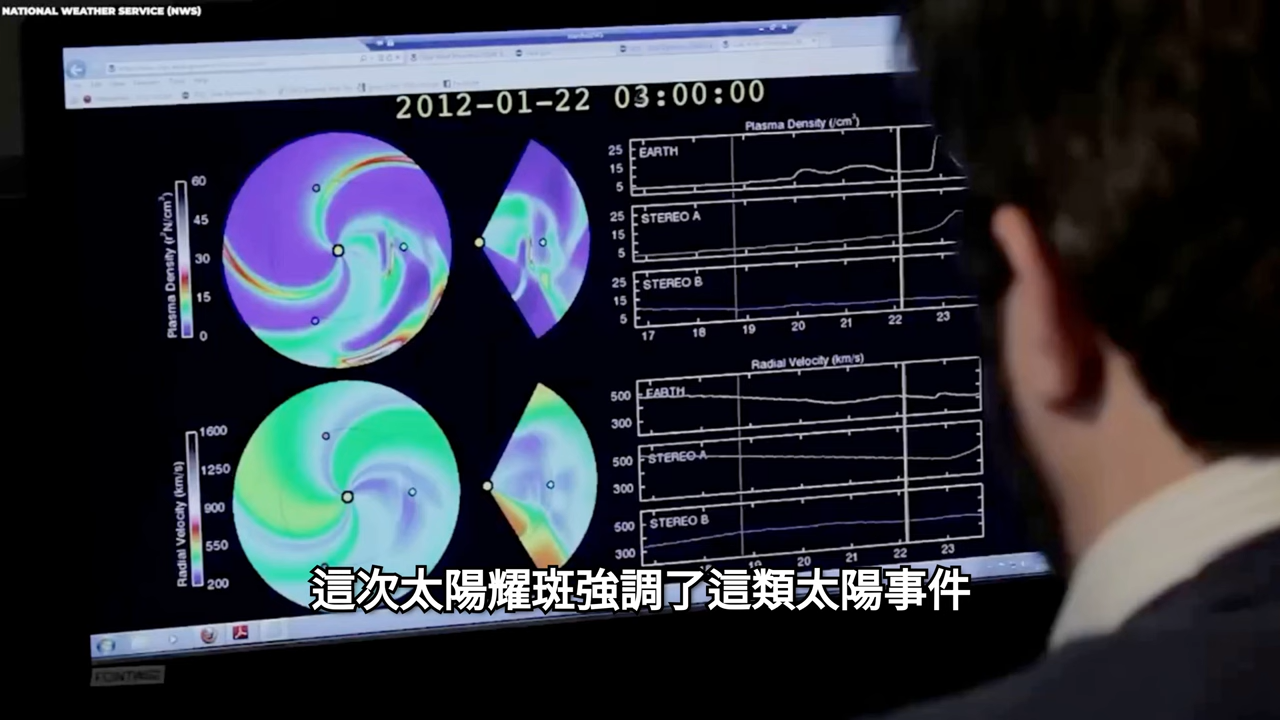 NATIONAL WEATHER SERVICE (NWS)
2012-01-22 03:00:00
Plasma Density (r²N/cm³)
60
45
30
15
0
Plasma Density (/cm³)
EARTH
25
15
5
STEREO A
25
15
5
STEREO B
25
15
5
17 18 19 20 21 22 23
Radial Velocity (km/s)
1600
1250
900
550
200
Radial Velocity (km/s)
EARTH
500
300
STEREO A
500
300
STEREO B
500
300
20 21 22 23
這次太陽耀斑強調了這類太陽事件